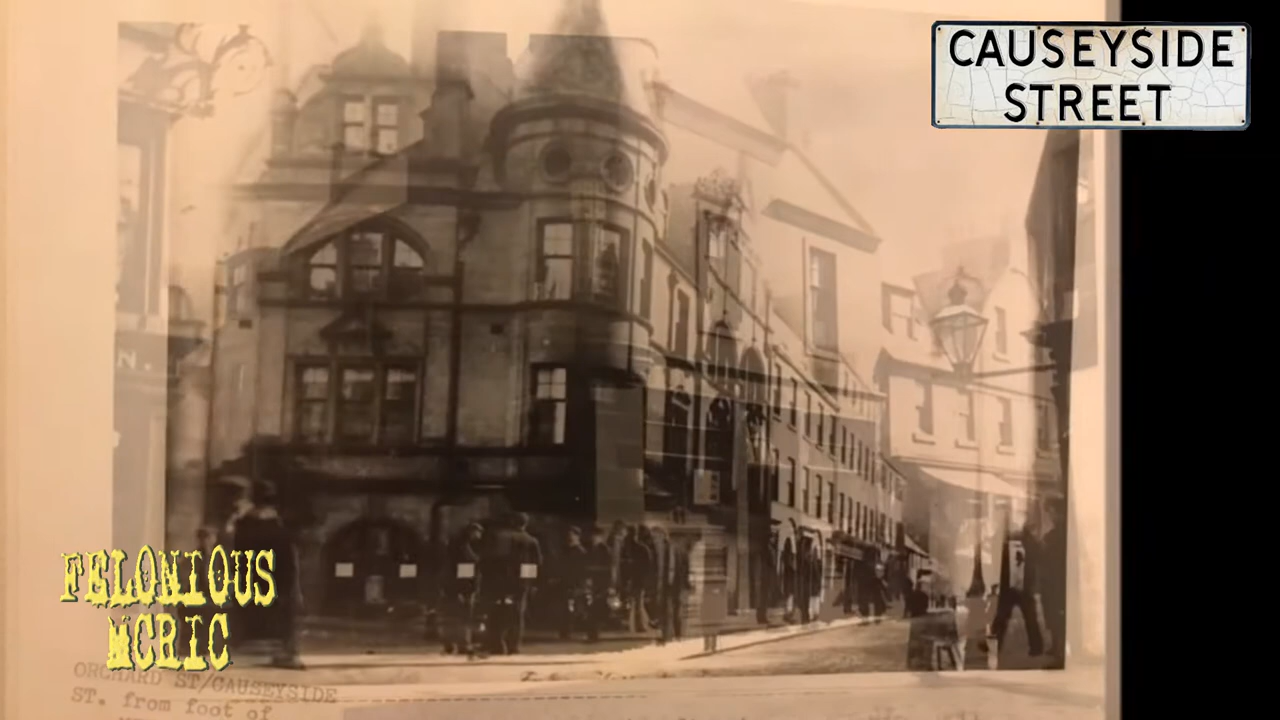 CAUSEYSIDE
STREET
N.
FELONIOUS
MCRIC
ORCHARD ST/CAUSEYSIDE
ST. from foot of